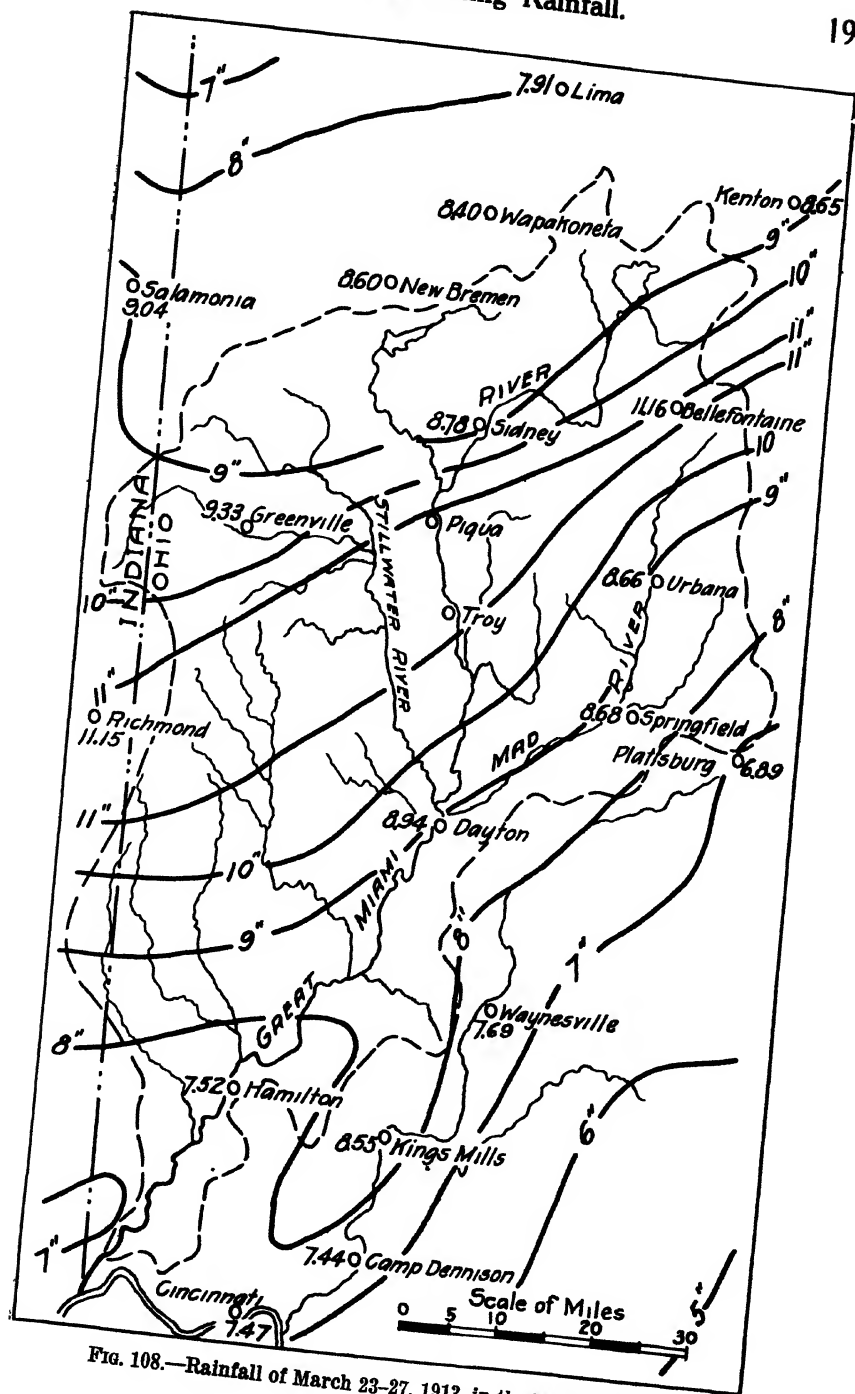 Rainfall.
19
7"
7.91 Lima
8"
Kenton 8.65
8.40 Wapakoneta
9"
8.60 New Bremen
10"
Salamonia
9.04
11"
11"
RIVER
11.16 Bellefontaine
8.78 Sidney
10
9"
9"
INDIANA
OHIO
9.33 Greenville
STILLWATER RIVER
Piqua
8.66 Urbana
10"
Troy
8"
RIVER
11"
Richmond
11.15
8.68 Springfield
MAD
Plattsburg 6.89
11"
8.94 Dayton
10"
MIAMI
9"
8"
7"
GREAT
Waynesville
7.69
8"
7.52 Hamilton
6"
8.55 Kings Mills
7"
7.44 Camp Dennison
Cincinnati
7.47
Scale of Miles
0 5 10 20 30
5"
FIG. 108.—Rainfall of March 23-27, 1913, in the